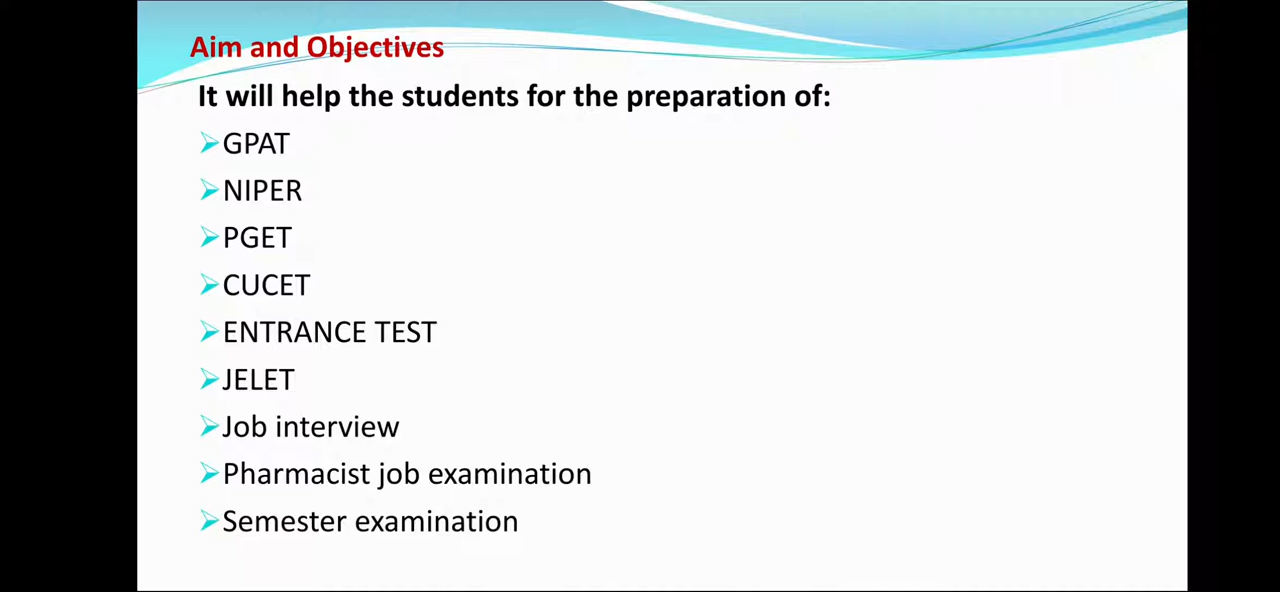 Aim and Objectives
It will help the students for the preparation of:
GPAT
NIPER
PGET
CUCET
ENTRANCE TEST
JELET
Job interview
Pharmacist job examination
Semester examination